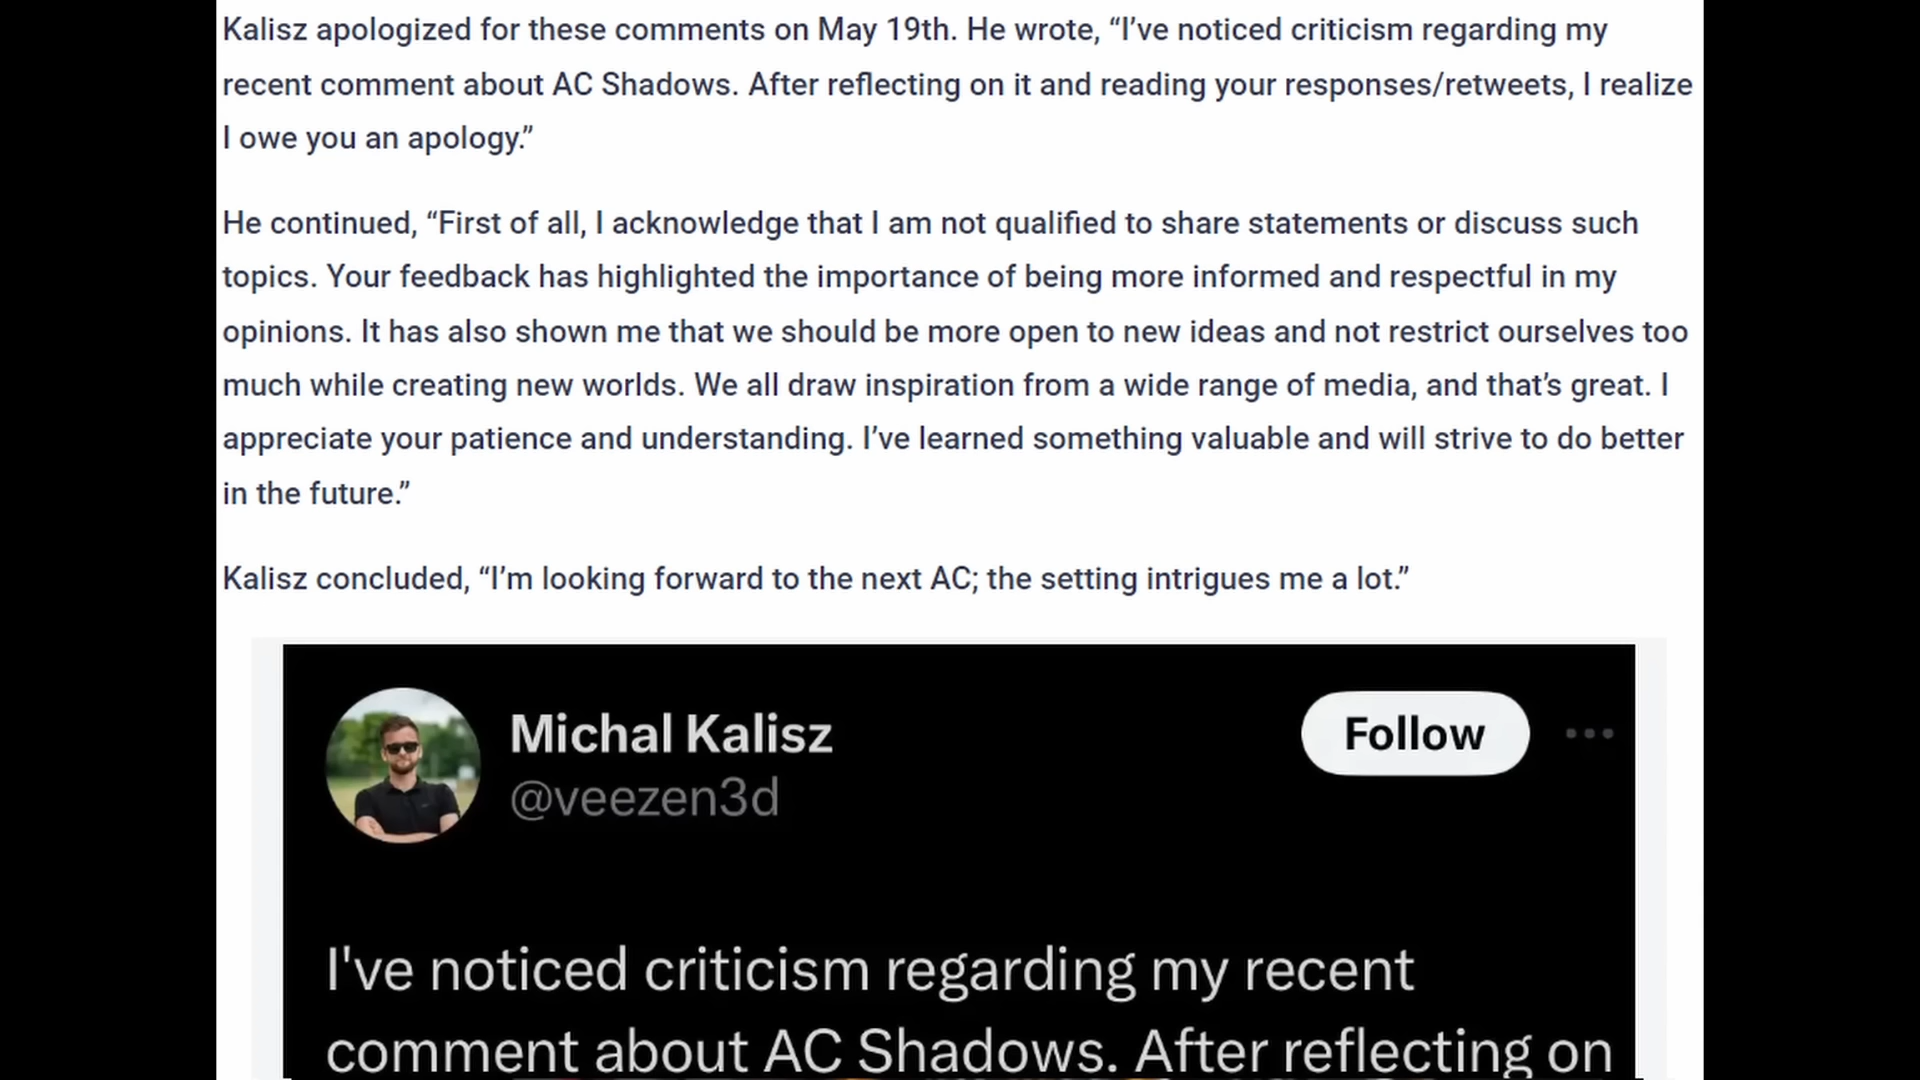 Kalisz apologized for these comments on May 19th. He wrote, “I’ve noticed criticism regarding my
recent comment about AC Shadows. After reflecting on it and reading your responses/retweets, I realize
I owe you an apology.”
He continued, “First of all, I acknowledge that I am not qualified to share statements or discuss such
topics. Your feedback has highlighted the importance of being more informed and respectful in my
opinions. It has also shown me that we should be more open to new ideas and not restrict ourselves too
much while creating new worlds. We all draw inspiration from a wide range of media, and that’s great. I
appreciate your patience and understanding. I’ve learned something valuable and will strive to do better
in the future.”
Kalisz concluded, “I’m looking forward to the next AC; the setting intrigues me a lot.”
Michal Kalisz
Follow
@veezen3d
I've noticed criticism regarding my recent
comment about AC Shadows. After reflecting on